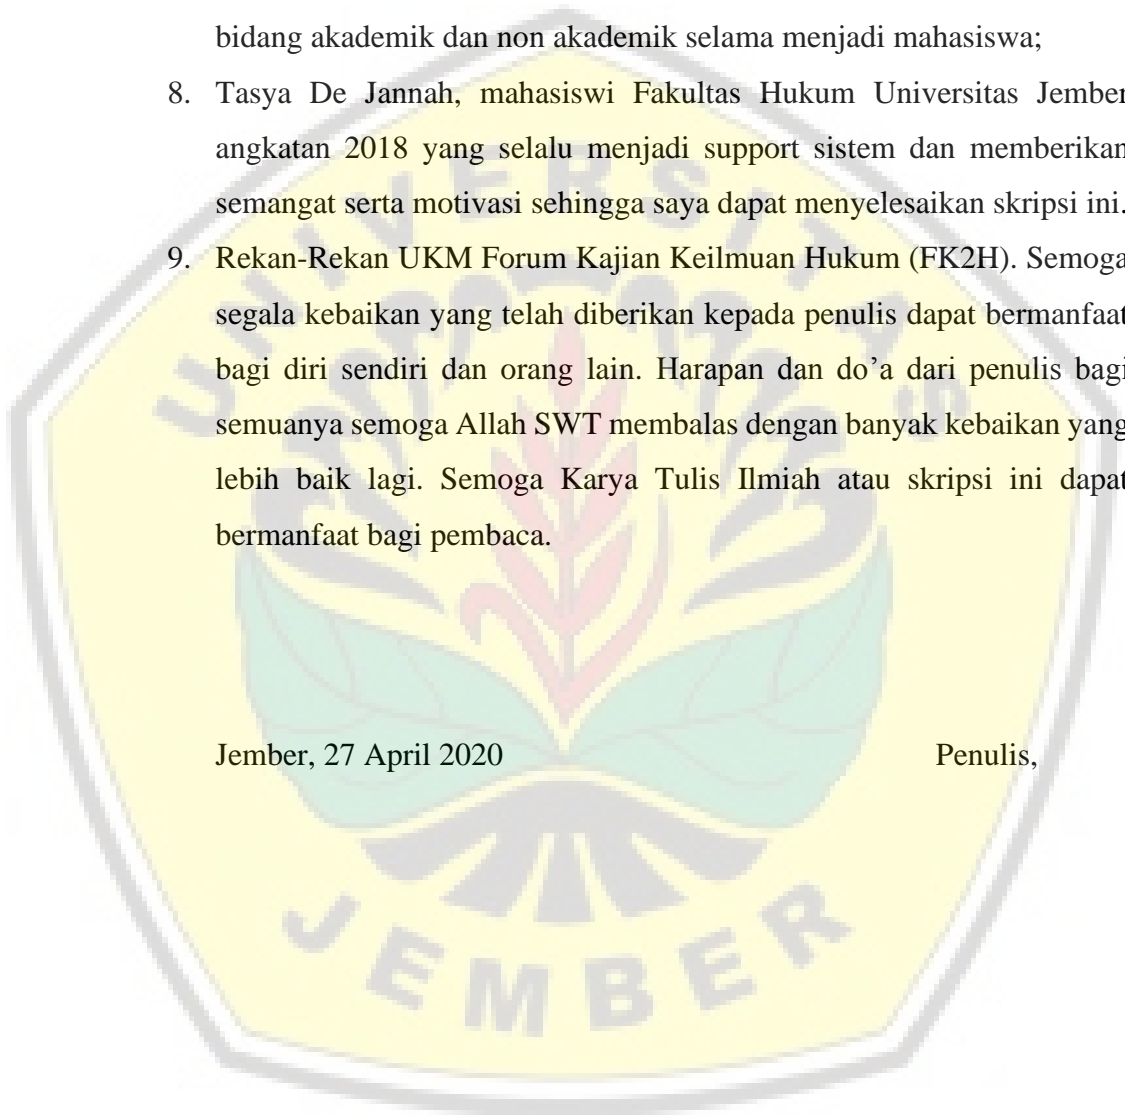 bidang akademik dan non akademik selama menjadi mahasiswa;
8. Tasya De Jannah, mahasiswi Fakultas Hukum Universitas Jember
angkatan 2018 yang selalu menjadi support sistem dan memberikan
semangat serta motivasi sehingga saya dapat menyelesaikan skripsi ini.
9. Rekan-Rekan UKM Forum Kajian Keilmuan Hukum (FK2H). Semoga
segala kebaikan yang telah diberikan kepada penulis dapat bermanfaat
bagi diri sendiri dan orang lain. Harapan dan do’a dari penulis bagi
semuanya semoga Allah SWT membalas dengan banyak kebaikan yang
lebih baik lagi. Semoga Karya Tulis Ilmiah atau skripsi ini dapat
bermanfaat bagi pembaca.
Jember, 27 April 2020 Penulis,
UNIVERSITAS
JEMBER